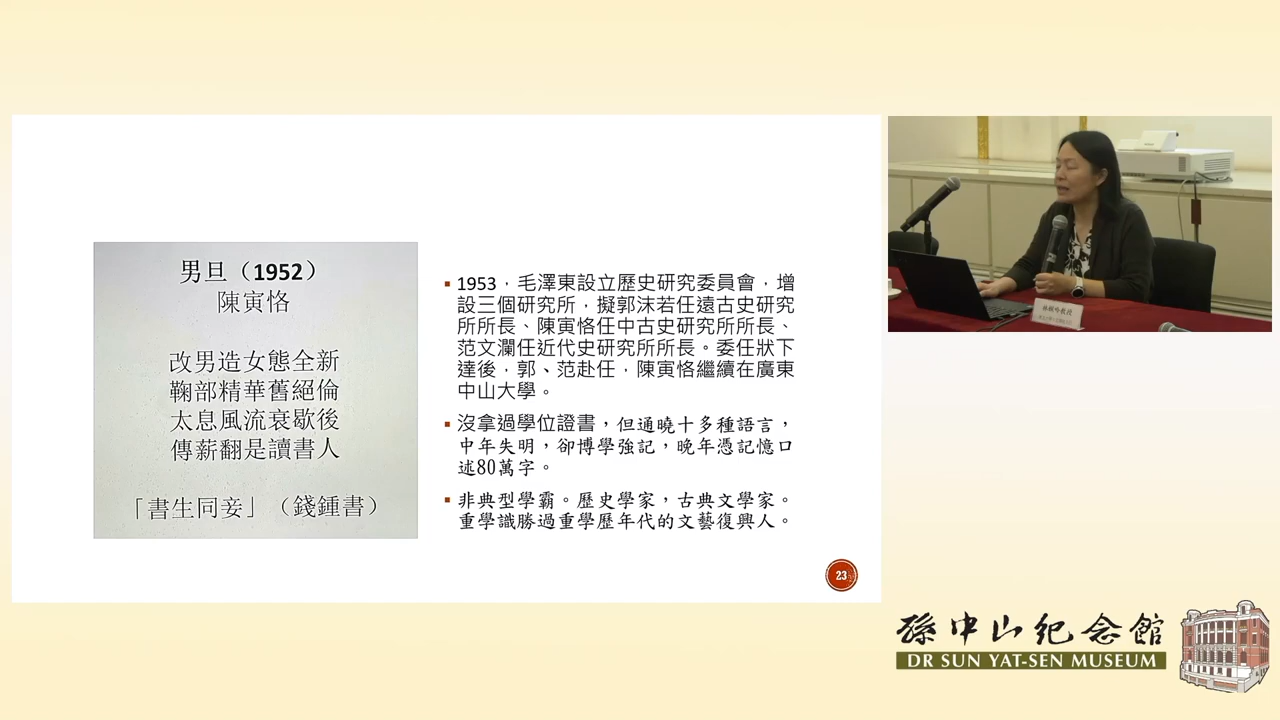 男旦（1952）
陳寅恪
改男造女態全新
鞠部精華舊絕倫
太息風流衰歇後
傳薪翻是讀書人
「書生同妾」（錢鍾書）
▪ 1953，毛澤東設立歷史研究委員會，增
設三個研究所，擬郭沫若任遠古史研究
所所長、陳寅恪任中古史研究所所長、
范文瀾任近代史研究所所長。委任狀下
達後，郭、范赴任，陳寅恪繼續在廣東
中山大學。
▪ 沒拿過學位證書，但通曉十多種語言，
中年失明，卻博學強記，晚年憑記憶口
述80萬字。
▪ 非典型學霸。歷史學家，古典文學家。
重學識勝過重學歷年代的文藝復興人。
23
孫中山紀念館
DR SUN YAT-SEN MUSEUM